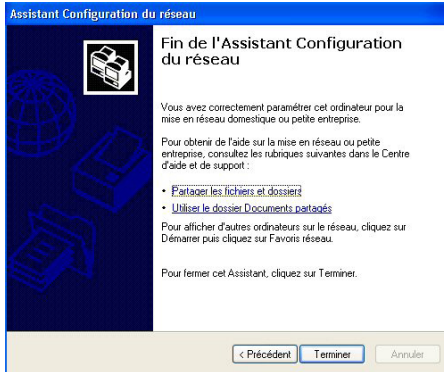 Assistant Configuration du réseau
Fin de l'Assistant Configuration
du réseau
Vous avez correctement paramétré cet ordinateur pour la
mise en réseau domestique ou petite entreprise.
Pour obtenir de l'aide sur la mise en réseau ou petite
entreprise, consultez les rubriques suivantes dans le Centre
d'aide et de support :
• Partager les fichiers et dossiers
• Utiliser le dossier Documents partagés
Pour afficher d'autres ordinateurs sur le réseau, cliquez sur
Démarrer puis cliquez sur Favoris réseau.
Pour fermer cet Assistant, cliquez sur Terminer.
< Précédent Terminer Annuler